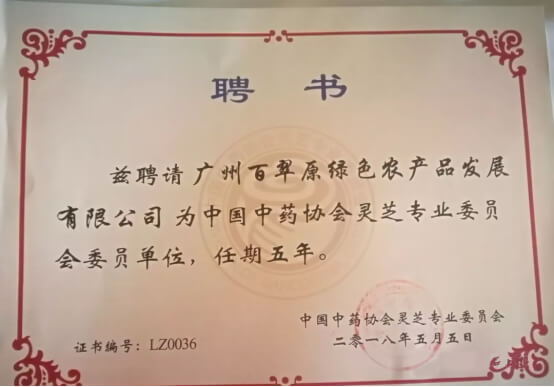 聘 书
兹聘请 广州百翠原绿色农产品发展
有限公司 为中国中药协会灵芝专业委员
会委员单位，任期五年。
中国中药协会灵芝专业委员会
证书编号：LZ0036
二零一八年五月五日